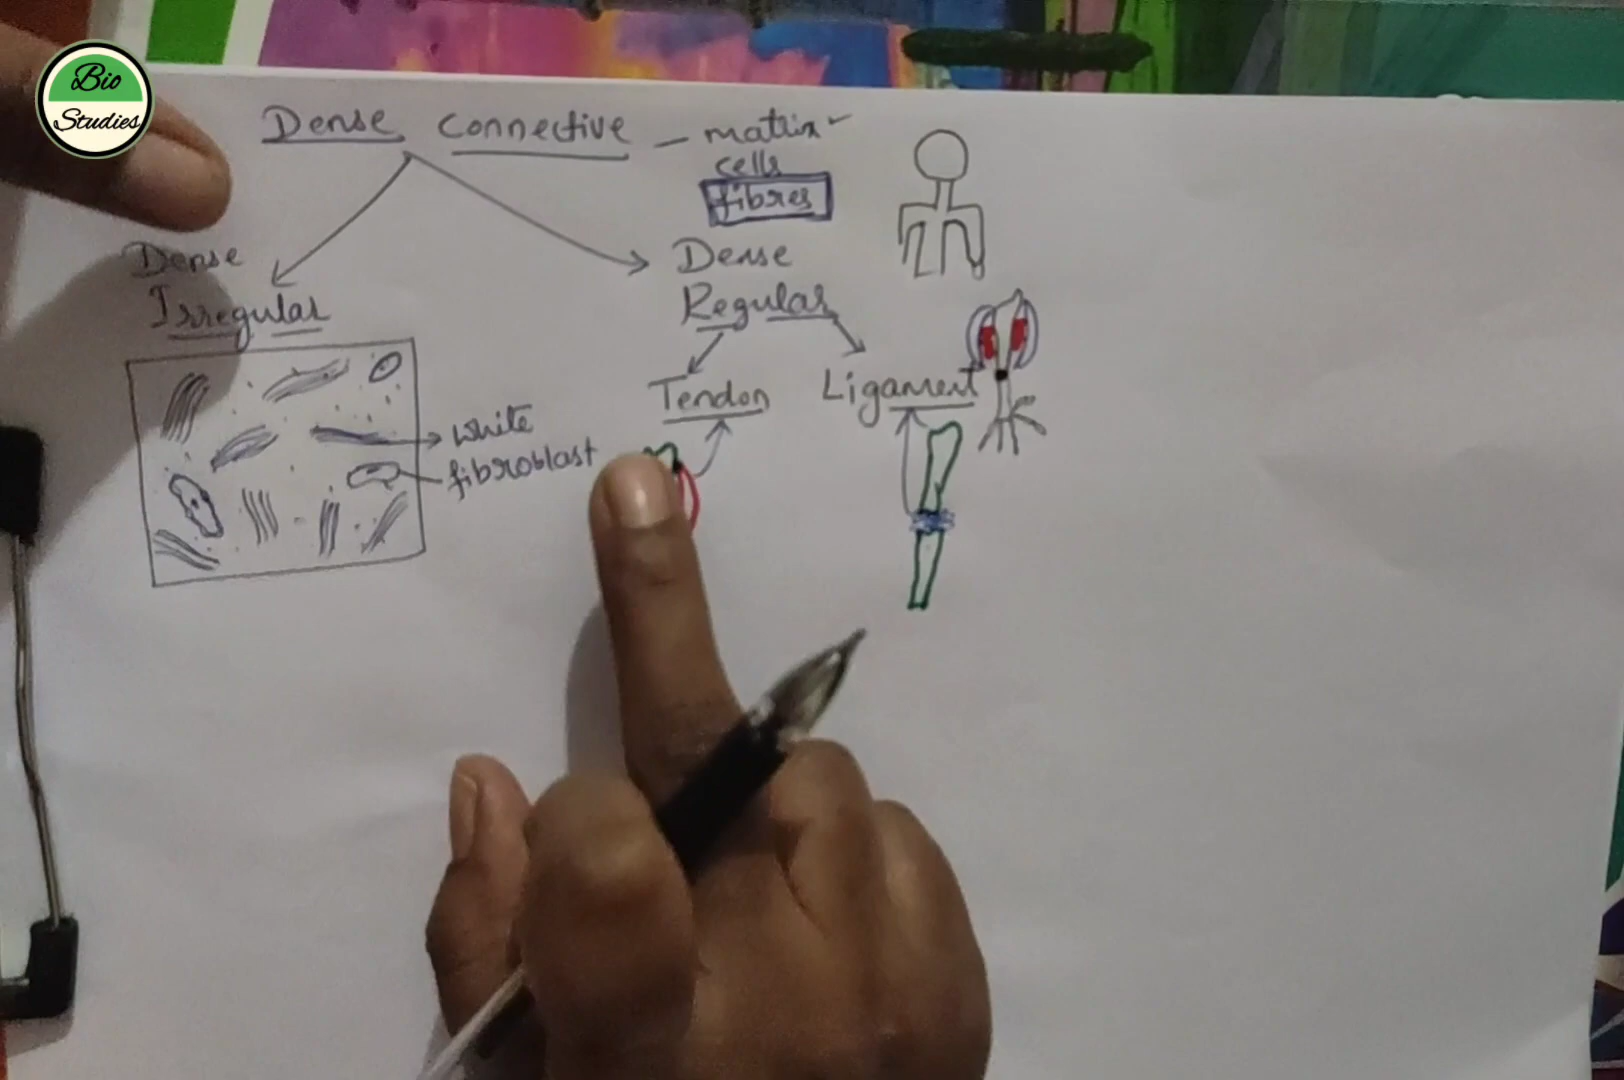 Bio
Studies
Dense connective - matrix
cells
fibres
Dense
Irregular
Dense
Regular
Tendon
Ligament
white
fibroblast